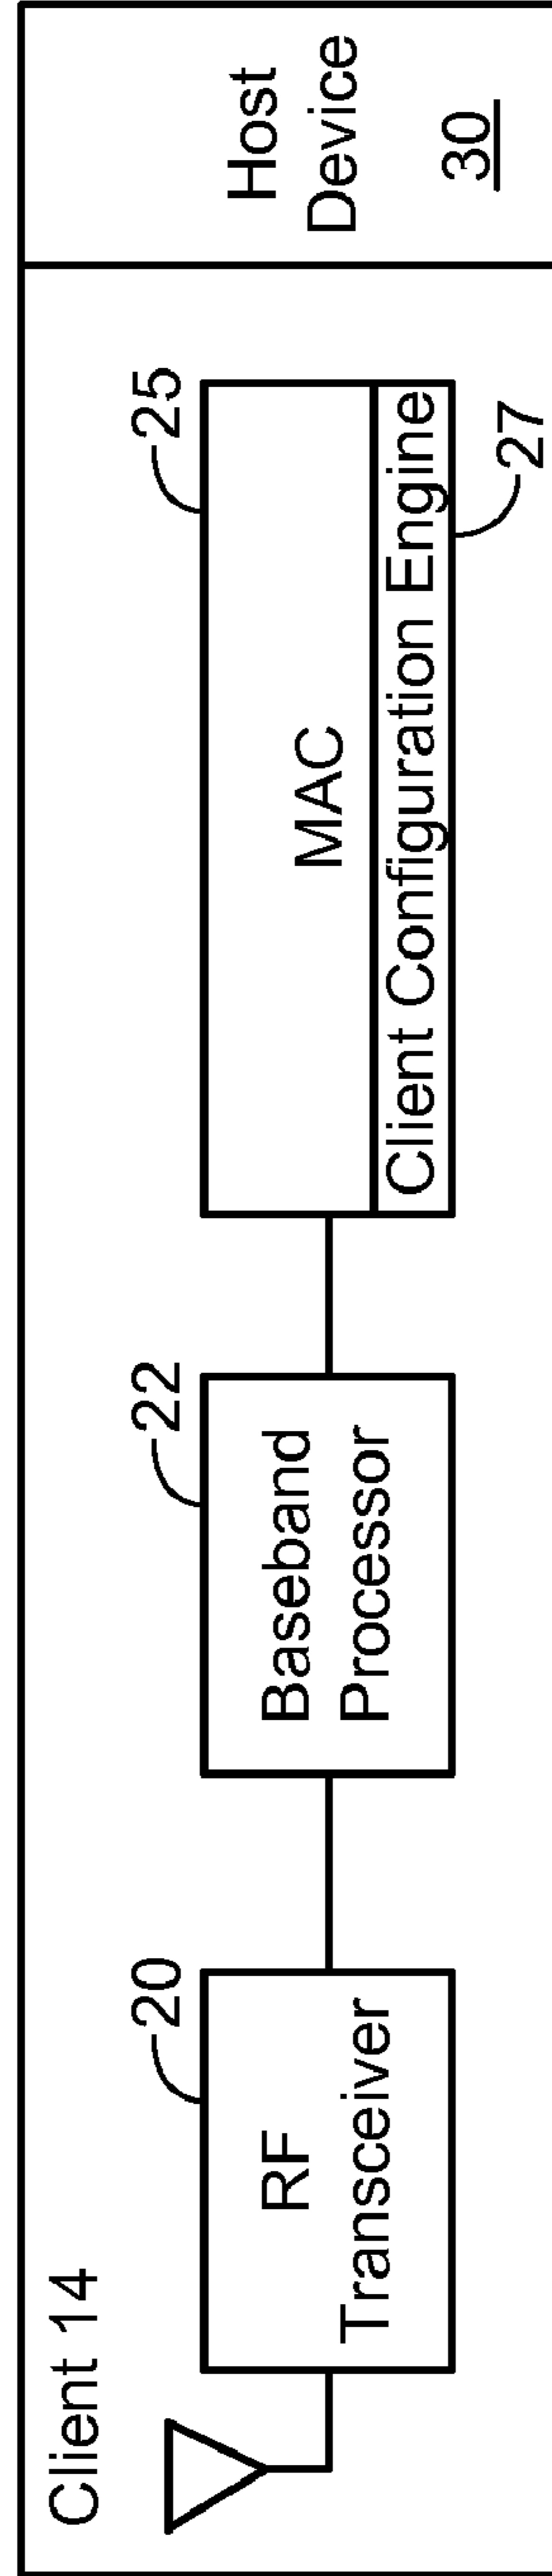 Client 14
20
RF
Transceiver
22
Baseband
Processor
25
MAC
Client Configuration Engine
27
Host
Device
30